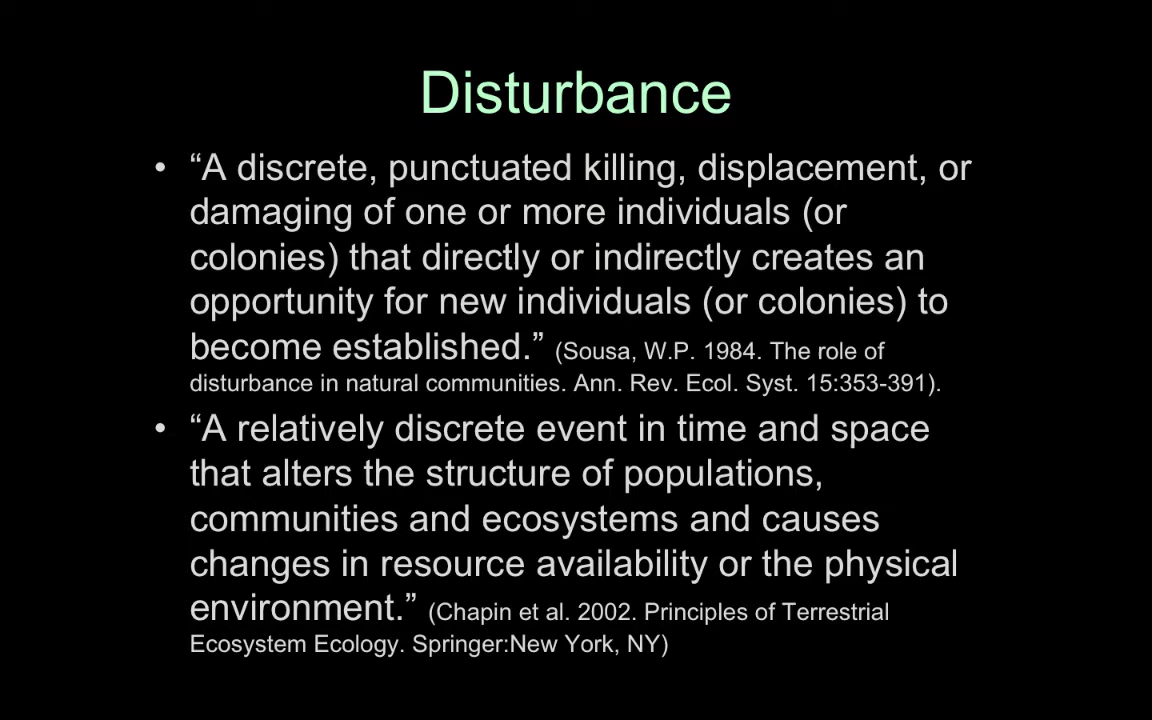 Disturbance
• “A discrete, punctuated killing, displacement, or
damaging of one or more individuals (or
colonies) that directly or indirectly creates an
opportunity for new individuals (or colonies) to
become established.” (Sousa, W.P. 1984. The role of
disturbance in natural communities. Ann. Rev. Ecol. Syst. 15:353-391).
• “A relatively discrete event in time and space
that alters the structure of populations,
communities and ecosystems and causes
changes in resource availability or the physical
environment.” (Chapin et al. 2002. Principles of Terrestrial
Ecosystem Ecology. Springer:New York, NY)